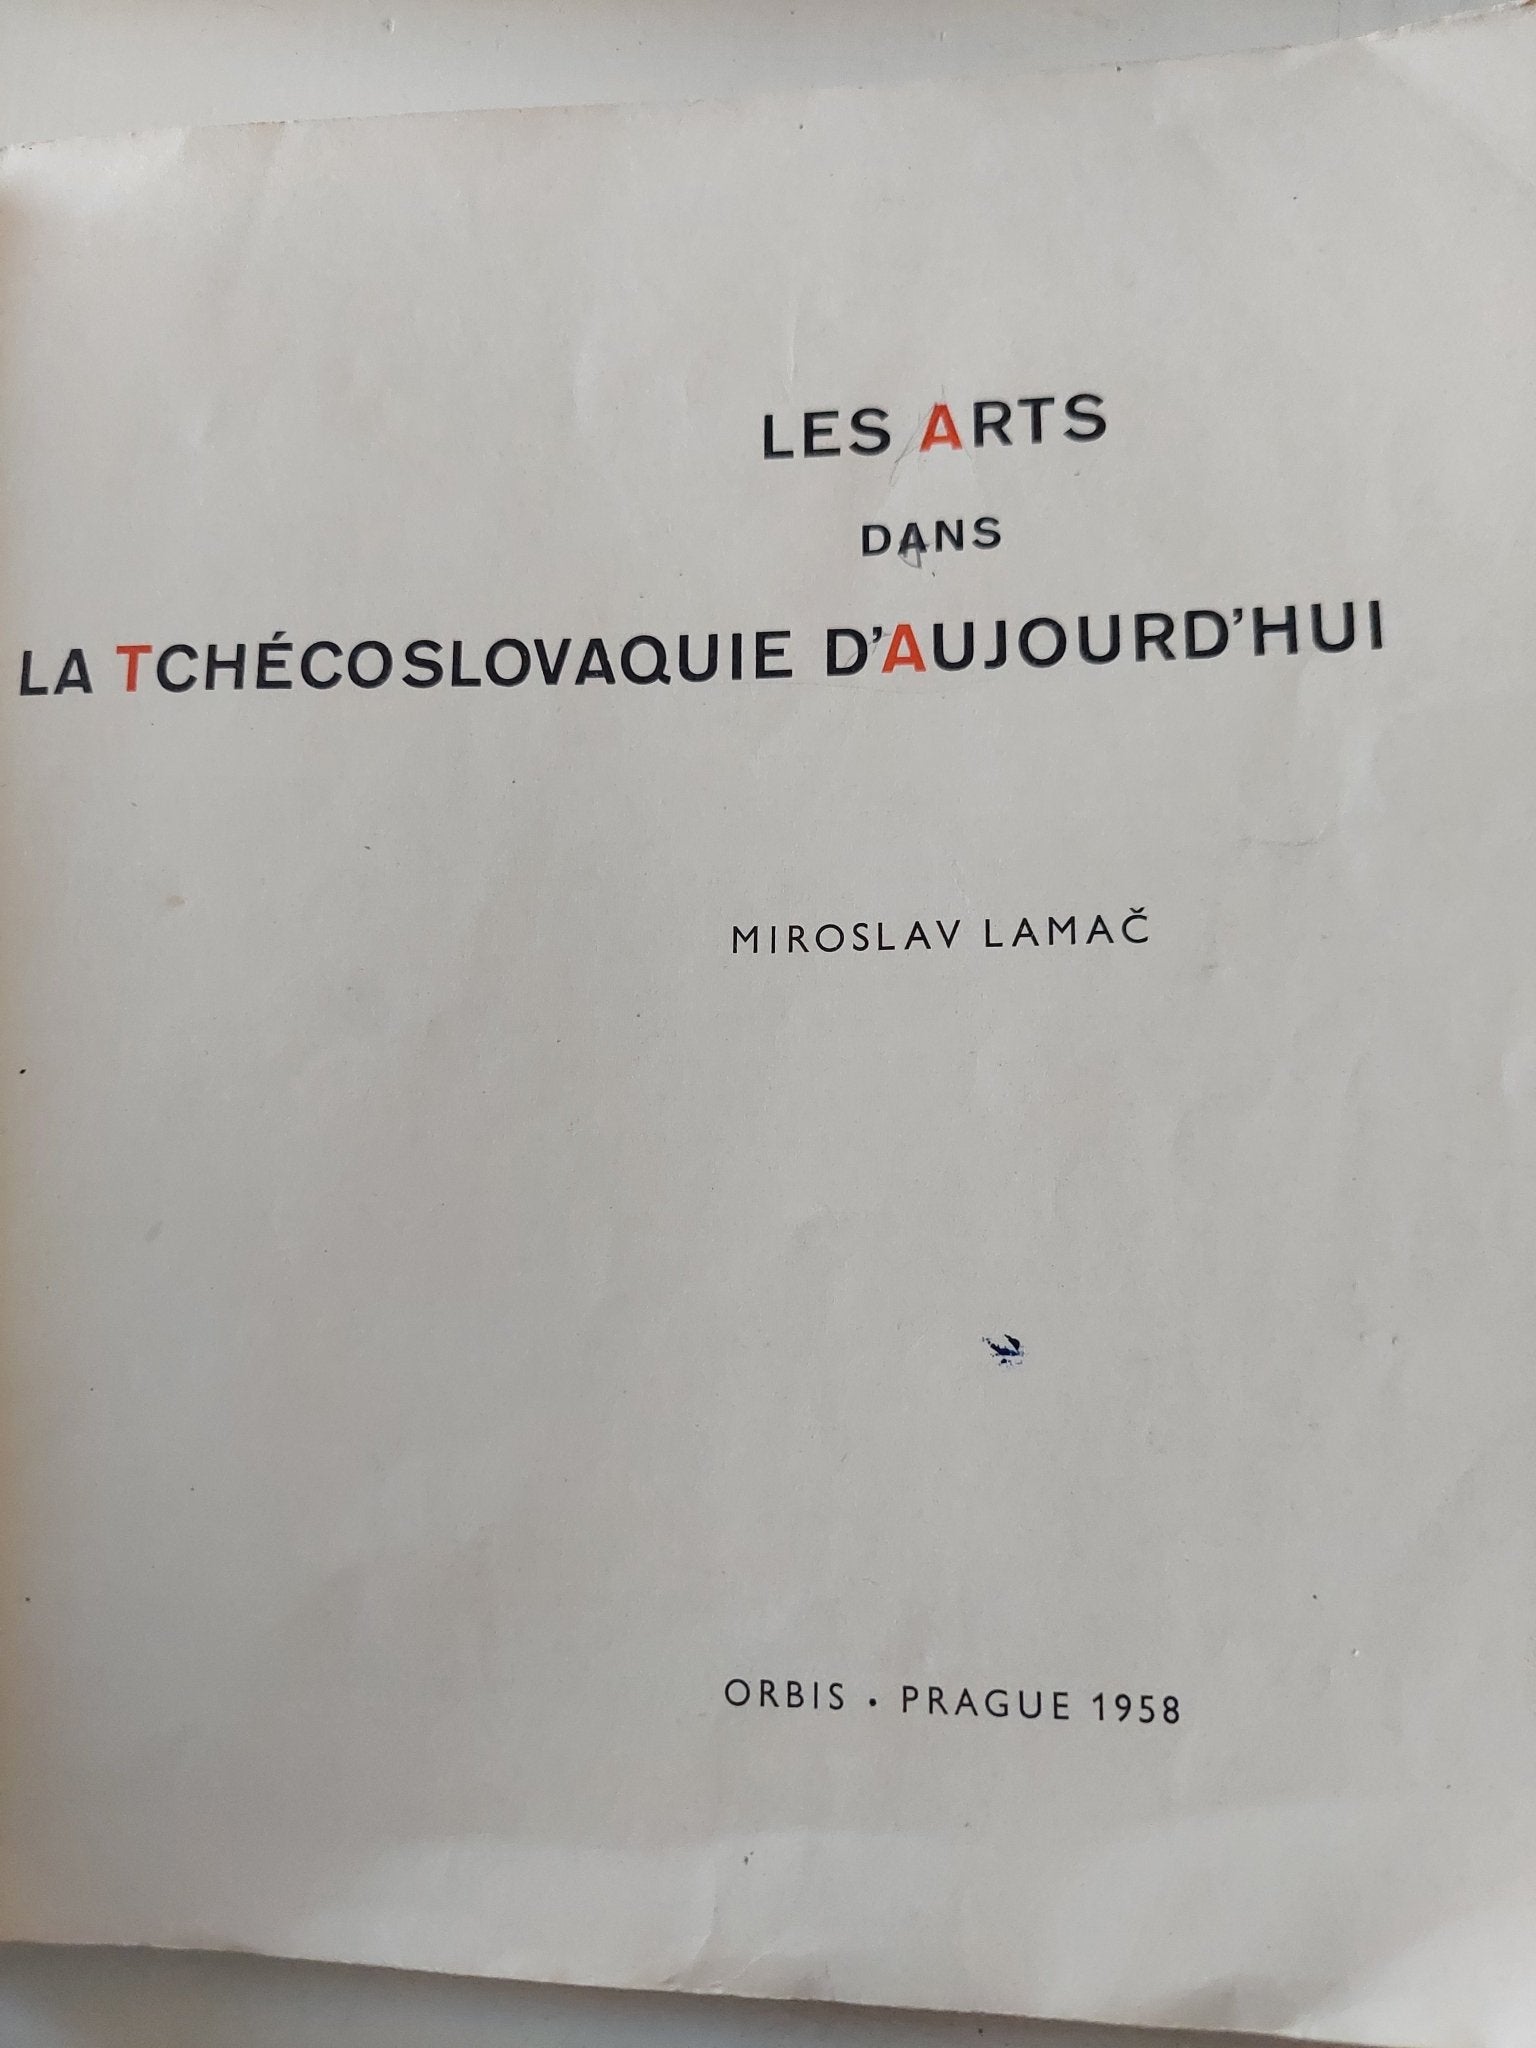 LES ARTS
DANS
LA TCHÉCOSLOVAQUIE D'AUJOURD'HUI
MIROSLAV LAMAČ
ORBIS · PRAGUE 1958